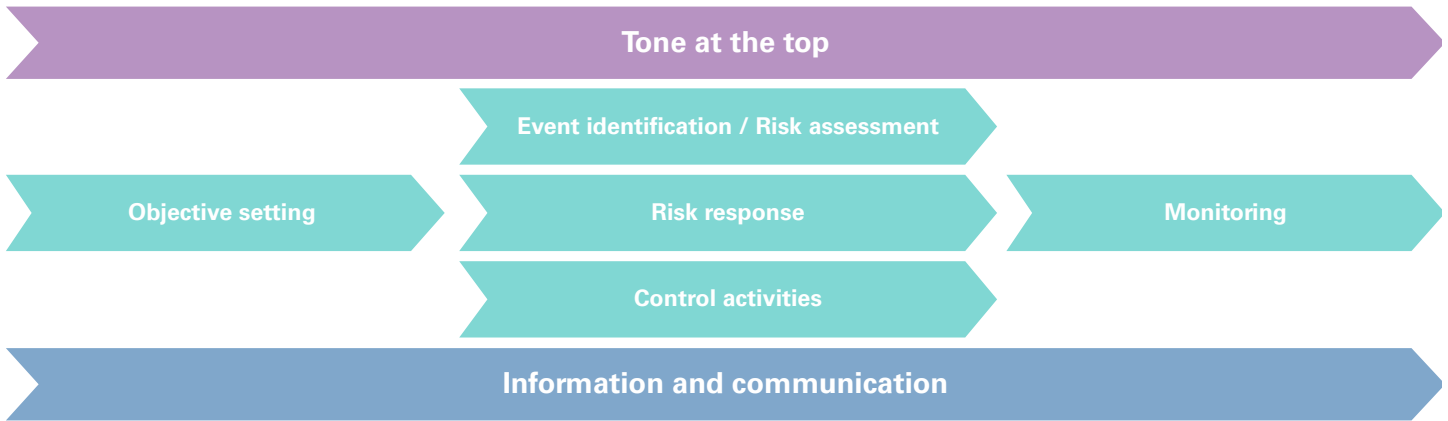 Tone at the top
Event identification / Risk assessment
Objective setting
Risk response
Monitoring
Control activities
Information and communication